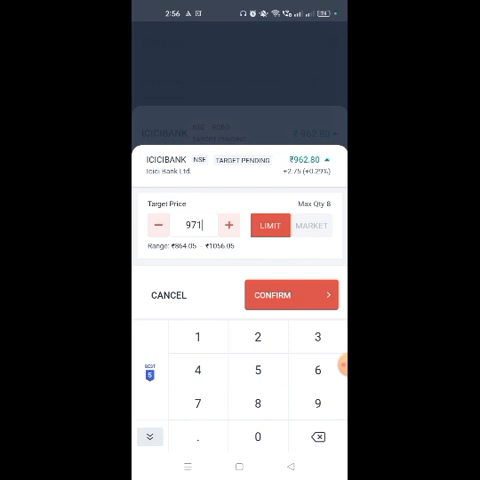 2:56
ICICIBANK
₹962.80
ICICIBANK NSE TARGET PENDING ₹962.80
Icici Bank Ltd. +2.75 (+0.29%)
Target Price Max Qty 8
− 971 + LIMIT MARKET
Range: ₹864.05 - ₹1056.05
CANCEL CONFIRM
1 2 3
4 5 6
7 8 9
. 0